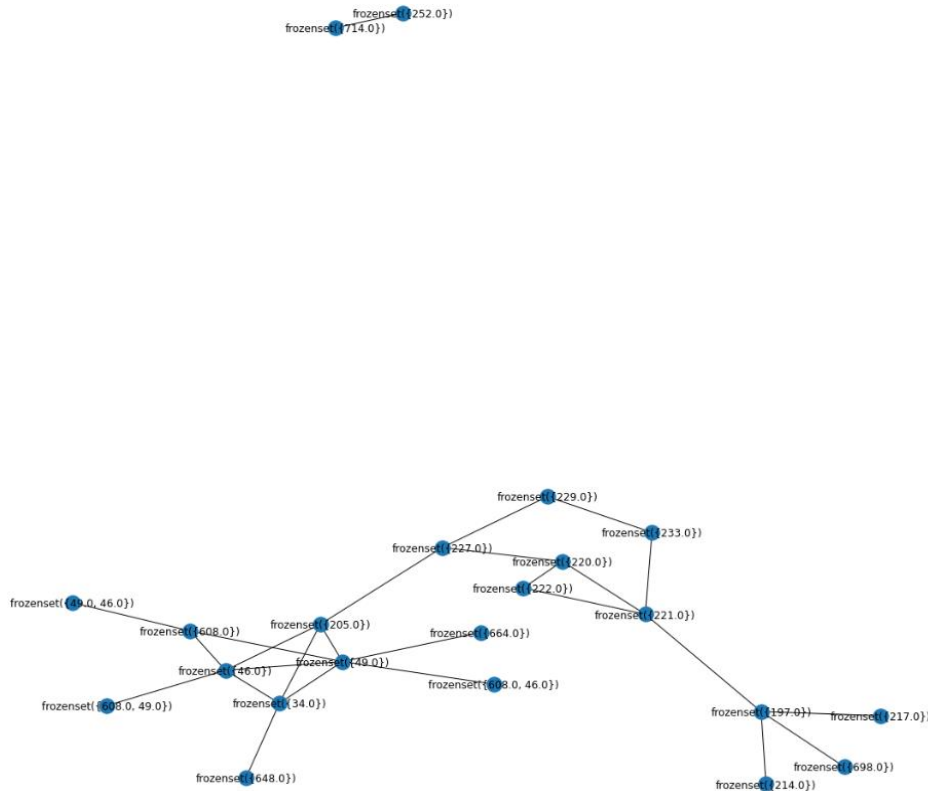 frozenset({252.0})
frozenset({714.0})
frozenset({229.0})
frozenset({233.0})
frozenset({227.0})
frozenset({220.0})
frozenset({222.0})
frozenset({49.0, 46.0})
frozenset({221.0})
frozenset({205.0})
frozenset({608.0})
frozenset({664.0})
frozenset({49.0})
frozenset({46.0})
frozenset({608.0, 46.0})
frozenset({34.0})
frozenset({608.0, 49.0})
frozenset({197.0})
frozenset({217.0})
frozenset({698.0})
frozenset({648.0})
frozenset({214.0})